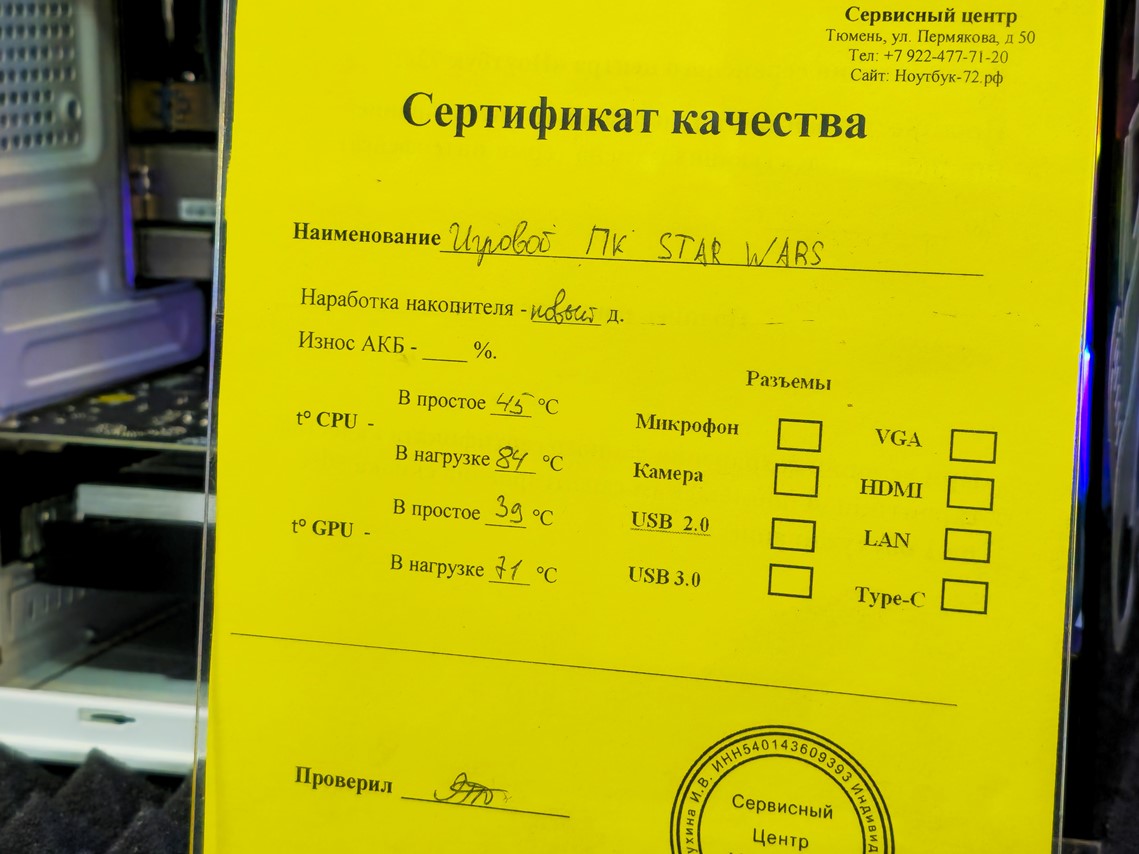 Сервисный центр
Тюмень, ул. Пермякова, д 50
Тел: +7 922-477-71-20
Сайт: Ноутбук-72.рф
Сертификат качества
Наименование Игровой ПК STAR WARS
Наработка накопителя - новый д.
Износ АКБ - ____ %.
Разъемы
t° CPU -
В простое 45 °C
В нагрузке 84 °C
t° GPU -
В простое 39 °C
В нагрузке 71 °C
Микрофон
VGA
Камера
HDMI
USB 2.0
LAN
USB 3.0
Type-C
Проверил
И.В. ИНН540143609393 Индивид
Сервисный
Центр